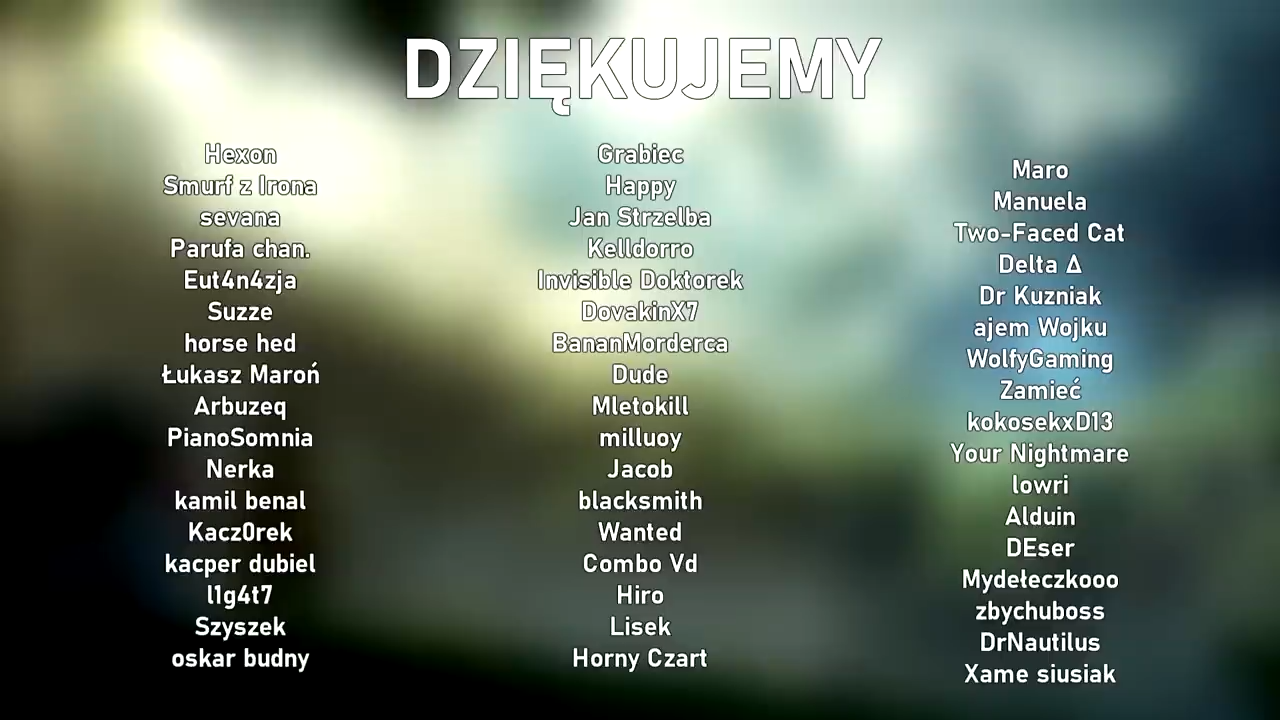 DZIĘKUJEMY
Hexon
Smurf z Irona
sevana
Parufa chan.
Eut4n4zja
Suzze
horse hed
Łukasz Maroń
Arbuzeq
PianoSomnia
Nerka
kamil benal
Kacz0rek
kacper dubiel
l1g4t7
Szyszek
oskar budny
Grabiec
Happy
Jan Strzelba
Kelldorro
Invisible Doktorek
DovakinX7
BananMorderca
Dude
Mletokill
milluoy
Jacob
blacksmith
Wanted
Combo Vd
Hiro
Lisek
Horny Czart
Maro
Manuela
Two-Faced Cat
Delta Δ
Dr Kuzniak
ajem Wojku
WolfyGaming
Zamieć
kokosekxD13
Your Nightmare
lowri
Alduin
DEser
Mydełeczkooo
zbychuboss
DrNautilus
Xame siusiak